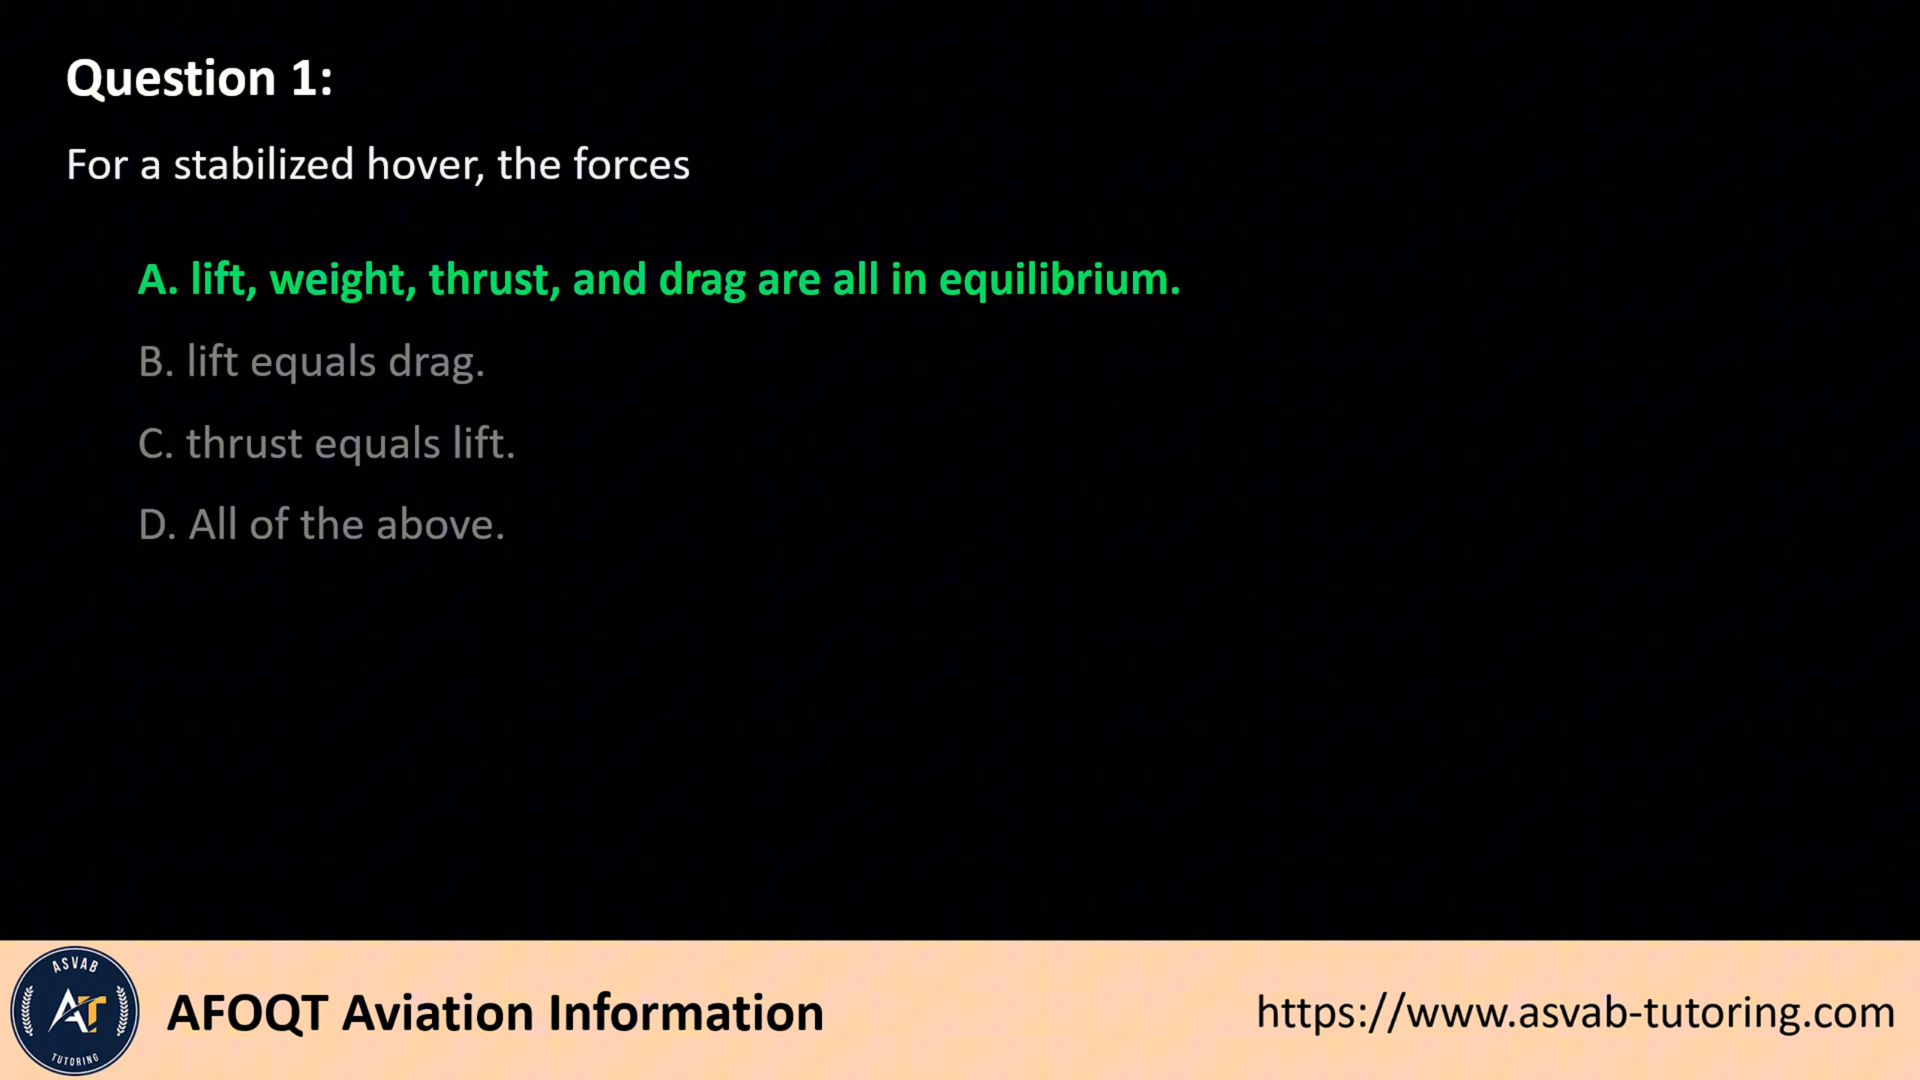 Question 1:
For a stabilized hover, the forces
A. lift, weight, thrust, and drag are all in equilibrium.
B. lift equals drag.
C. thrust equals lift.
D. All of the above.
ASVAB
AT
TUTORING
AFOQT Aviation Information
https://www.asvab-tutoring.com